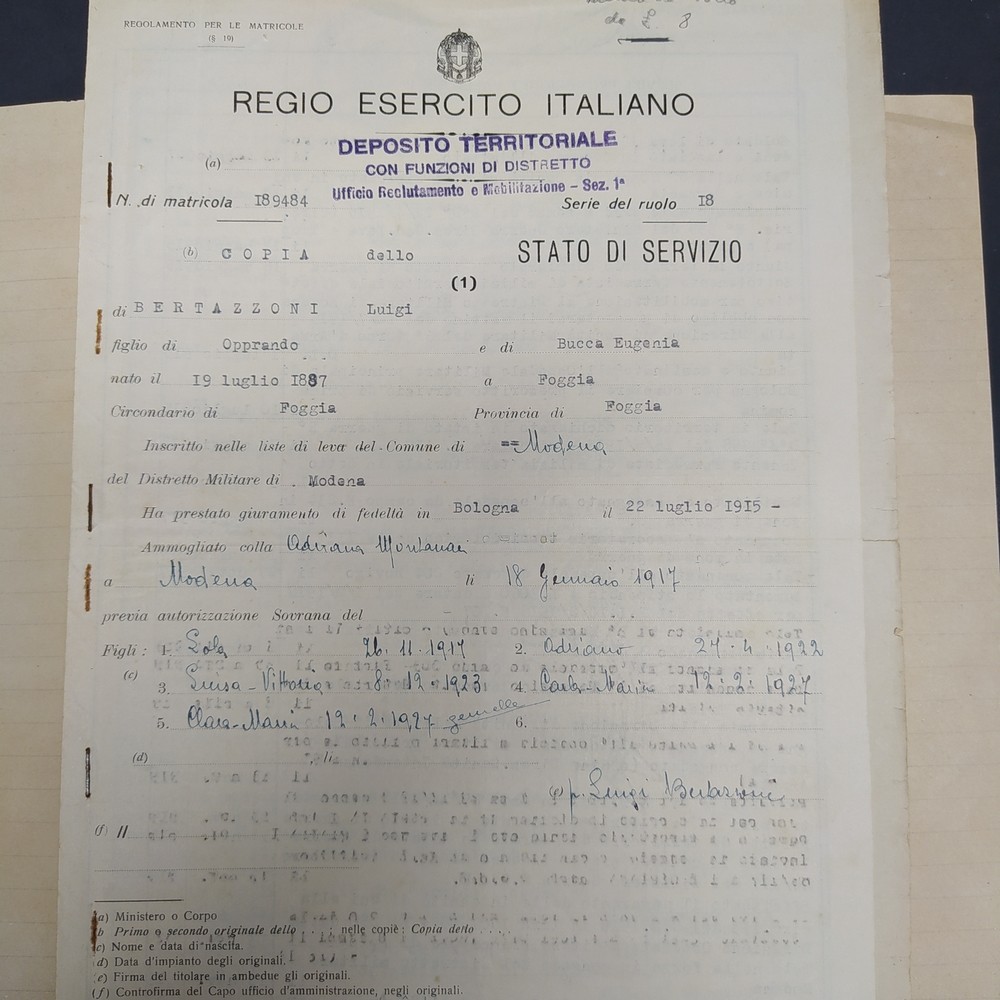 REGOLAMENTO PER LE MATRICOLE
(§ 19)
da £. 8
REGIO ESERCITO ITALIANO
DEPOSITO TERRITORIALE
(a)
CON FUNZIONI DI DISTRETTO
Ufficio Reclutamento e Mobilitazione - Sez. 1ª
N. di matricola I89484 Serie del ruolo I8
(b) COPIA dello STATO DI SERVIZIO
(1)
di BERTAZZONI Luigi
figlio di Opprando e di Bucca Eugenia
nato il I9 luglio I887 a Foggia
Circondario di Foggia Provincia di Foggia
Inscritto nelle liste di leva del Comune di == Modena
del Distretto Militare di Modena
Ha prestato giuramento di fedeltà in Bologna il 22 luglio I9I5 -
Ammogliato colla Adriana Montanari
a Modena li 18 Gennaio 1917
previa autorizzazione Sovrana del -
Figli: 1. Lola 26.11.1917 2. Adriano 27.4.1922
(c) 3. Luisa-Vittoria 8.12.1923 4. Carla-Maria 12.2.1927
5. Clara-Maria 12.2.1927 gemelle 6.
(d) , li
(e) f. Luigi Bertazzoni
(f) Il
(a) Ministero o Corpo
(b Primo o secondo originale dello . . . ; nelle copie: Copia detto . . . .
(c) Nome e data di nascita.
(d) Data d'impianto degli originali.
(e) Firma del titolare in ambedue gli originali.
(f) Controfirma del Capo ufficio d'amministrazione, negli originali.